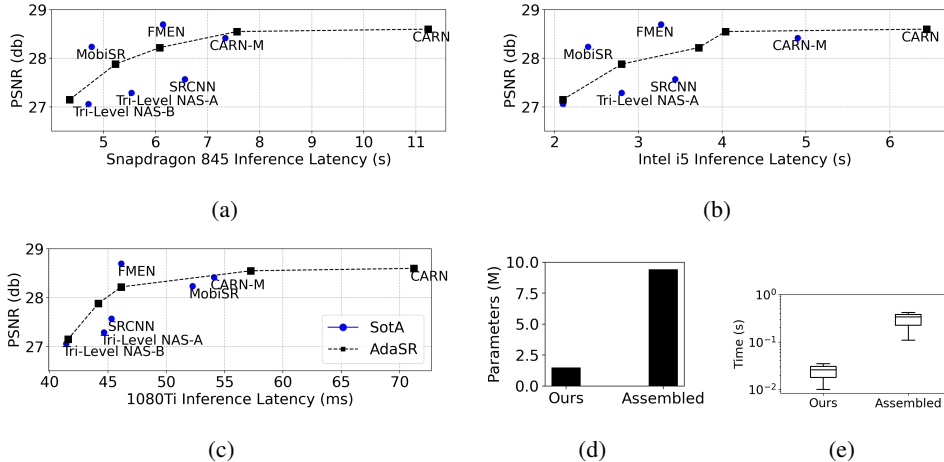 29
28
27
PSNR (db)
FMEN
MobiSR
CARN-M
CARN
SRCNN
Tri-Level NAS-A
Tri-Level NAS-B
5 6 7 8 9 10 11
Snapdragon 845 Inference Latency (s)
(a)
29
28
27
PSNR (db)
FMEN
MobiSR
CARN-M
CARN
SRCNN
Tri-Level NAS-A
2 3 4 5 6
Intel i5 Inference Latency (s)
(b)
29
28
27
PSNR (db)
FMEN
CARN-M
MobiSR
CARN
SRCNN
Tri-Level NAS-A
Tri-Level NAS-B
SotA
AdaSR
40 45 50 55 60 65 70
1080Ti Inference Latency (ms)
(c)
10.0
7.5
5.0
2.5
0.0
Parameters (M)
Ours Assembled
(d)
10⁰
10⁻¹
10⁻²
Time (s)
Ours Assembled
(e)